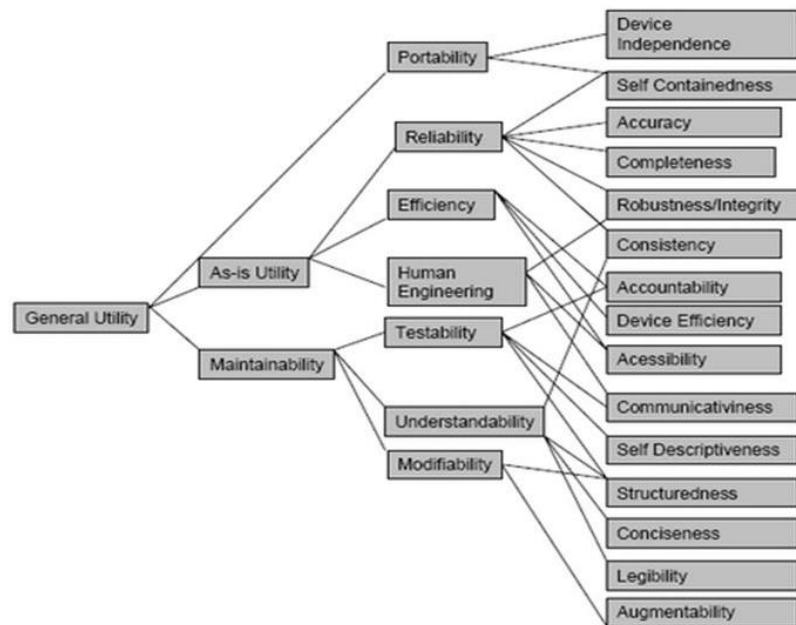 Device
Independence
Portability
Self Containedness
Accuracy
Reliability
Completeness
Efficiency
Robustness/Integrity
Consistency
As-is Utility
Human
Engineering
Accountability
General Utility
Device Efficiency
Testability
Acessibility
Maintainability
Communicativiness
Understandability
Self Descriptiveness
Modifiability
Structuredness
Conciseness
Legibility
Augmentability